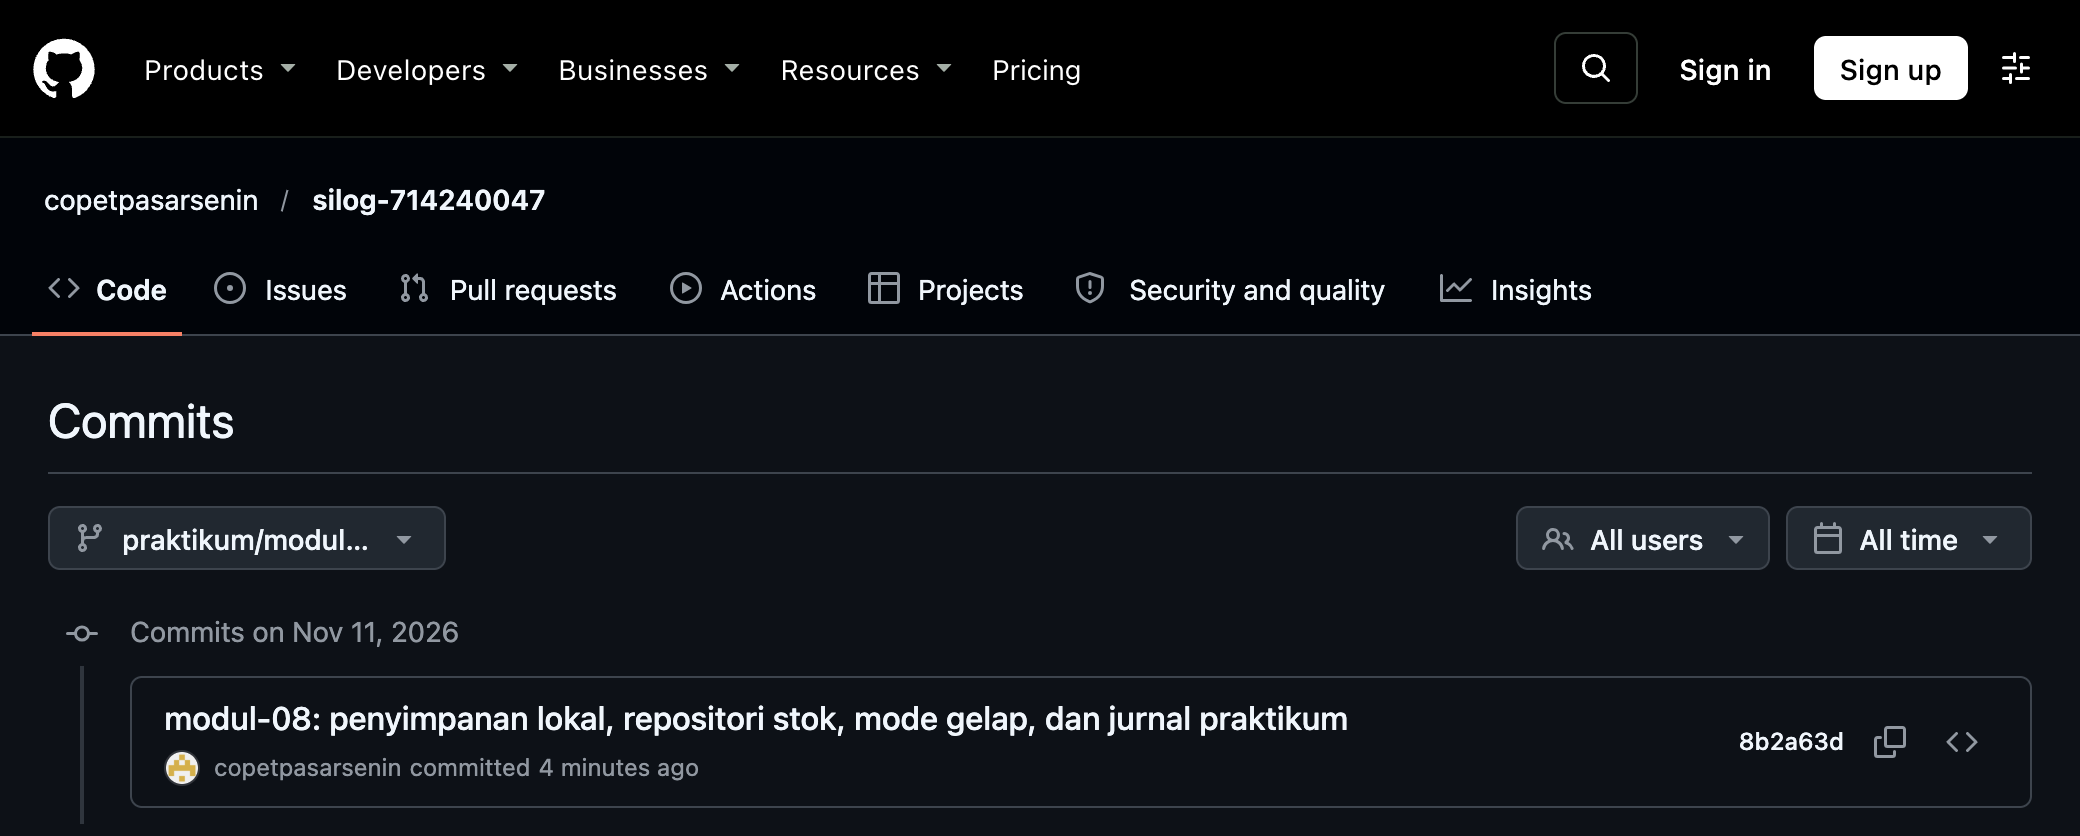 Products Developers Businesses Resources Pricing Sign in Sign up
copetpasarsenin / silog-714240047
Code Issues Pull requests Actions Projects Security and quality Insights
Commits
praktikum/modul... All users All time
Commits on Nov 11, 2026
modul-08: penyimpanan lokal, repositori stok, mode gelap, dan jurnal praktikum
8b2a63d
copetpasarsenin committed 4 minutes ago